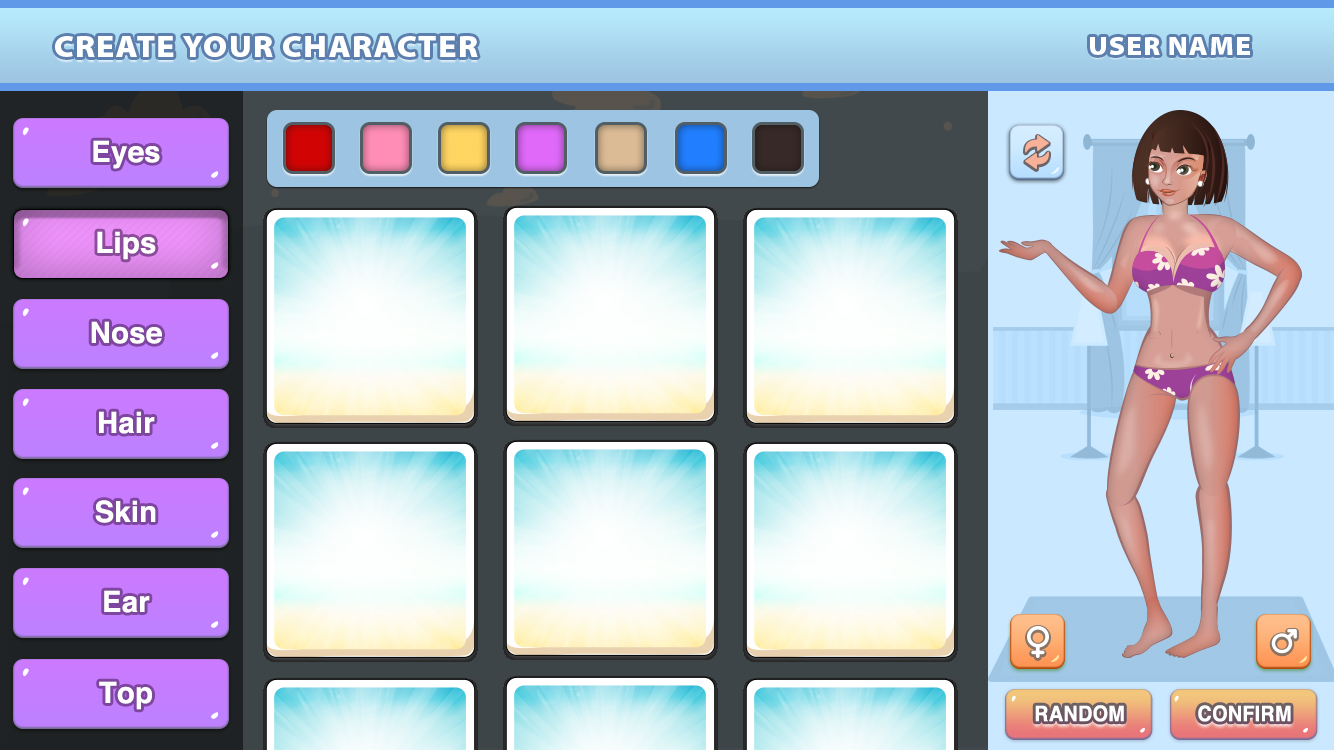 CREATE YOUR CHARACTER
USER NAME
Eyes
Lips
Nose
Hair
Skin
Ear
Top
RANDOM
CONFIRM